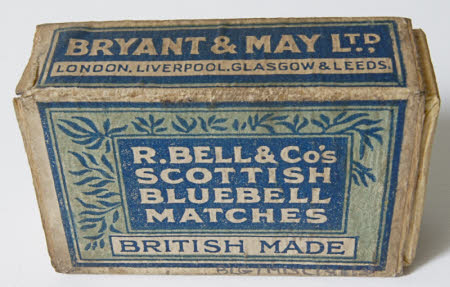 BRYANT & MAY LTD.,
LONDON, LIVERPOOL, GLASGOW & LEEDS.
R. BELL & Co's
SCOTTISH
BLUEBELL
MATCHES
BRITISH MADE